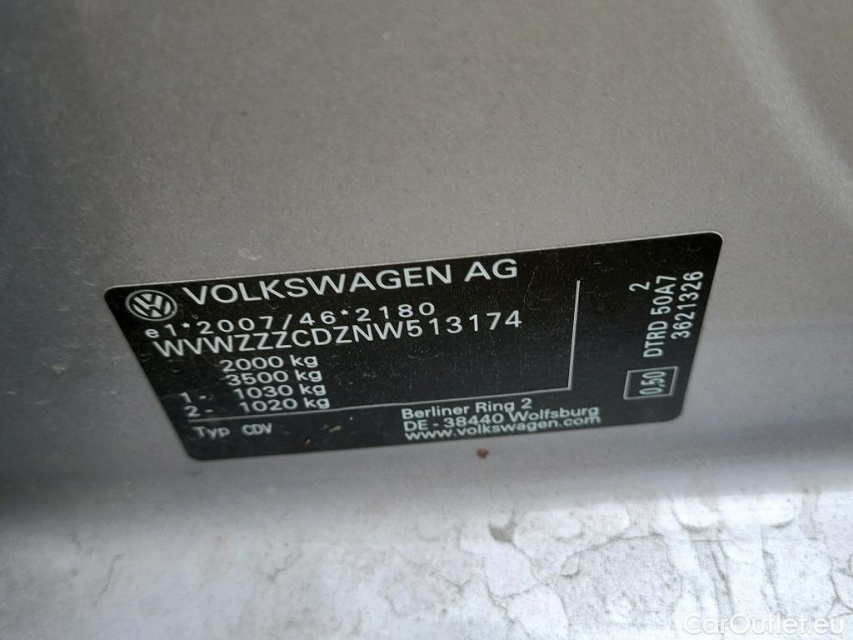 VOLKSWAGEN AG
e1*2007/46*2180
WVWZZZCDZNW513174
2000 kg
3500 kg
1- 1030 kg
2- 1020 kg
Typ CDV
Berliner Ring 2
DE - 38440 Wolfsburg
www.volkswagen.com
2
DTRD 50A7
3621326
0,50
CarOutlet.eu